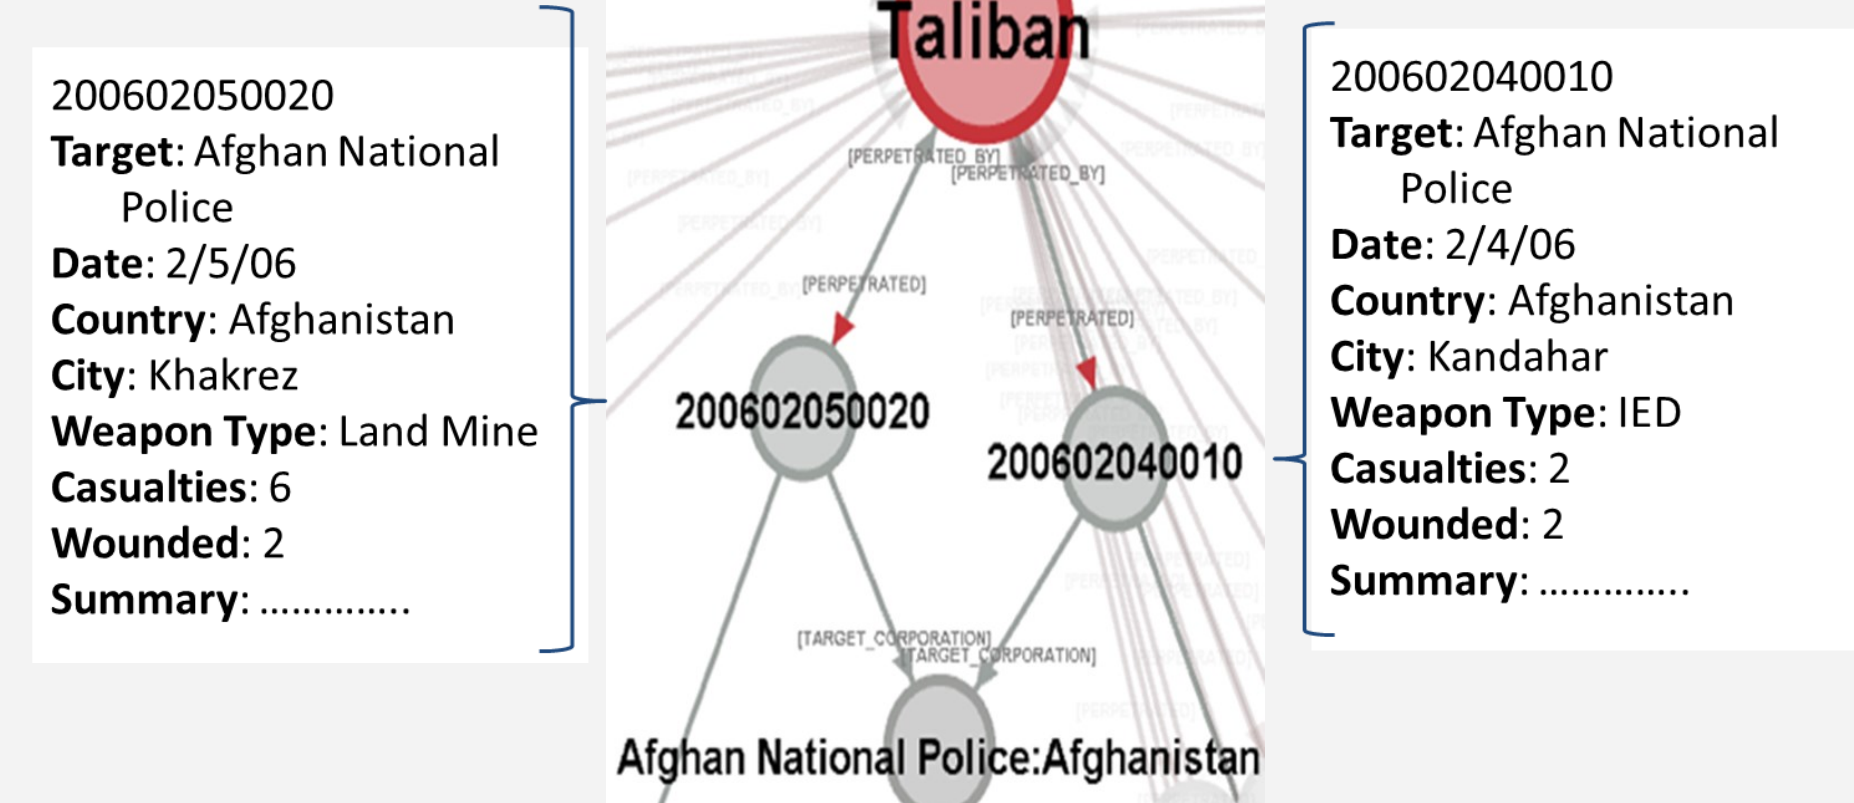 200602050020
Target: Afghan National
Police
Date: 2/5/06
Country: Afghanistan
City: Khakrez
Weapon Type: Land Mine
Casualties: 6
Wounded: 2
Summary: …………..
Taliban
[PERPETRATED_BY]
[PERPETRATED_BY]
[PERPETRATED]
[PERPETRATED]
200602050020
200602040010
[TARGET_CORPORATION]
[TARGET_CORPORATION]
Afghan National Police:Afghanistan
200602040010
Target: Afghan National
Police
Date: 2/4/06
Country: Afghanistan
City: Kandahar
Weapon Type: IED
Casualties: 2
Wounded: 2
Summary: …………..